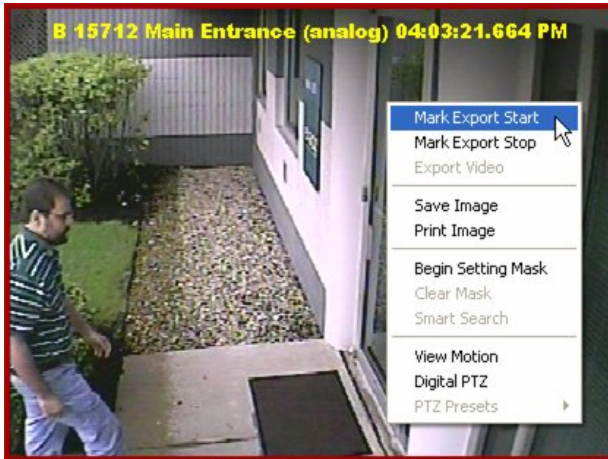 B 15712 Main Entrance (analog) 04:03:21.664 PM
Mark Export Start
Mark Export Stop
Export Video
Save Image
Print Image
Begin Setting Mask
Clear Mask
Smart Search
View Motion
Digital PTZ
PTZ Presets